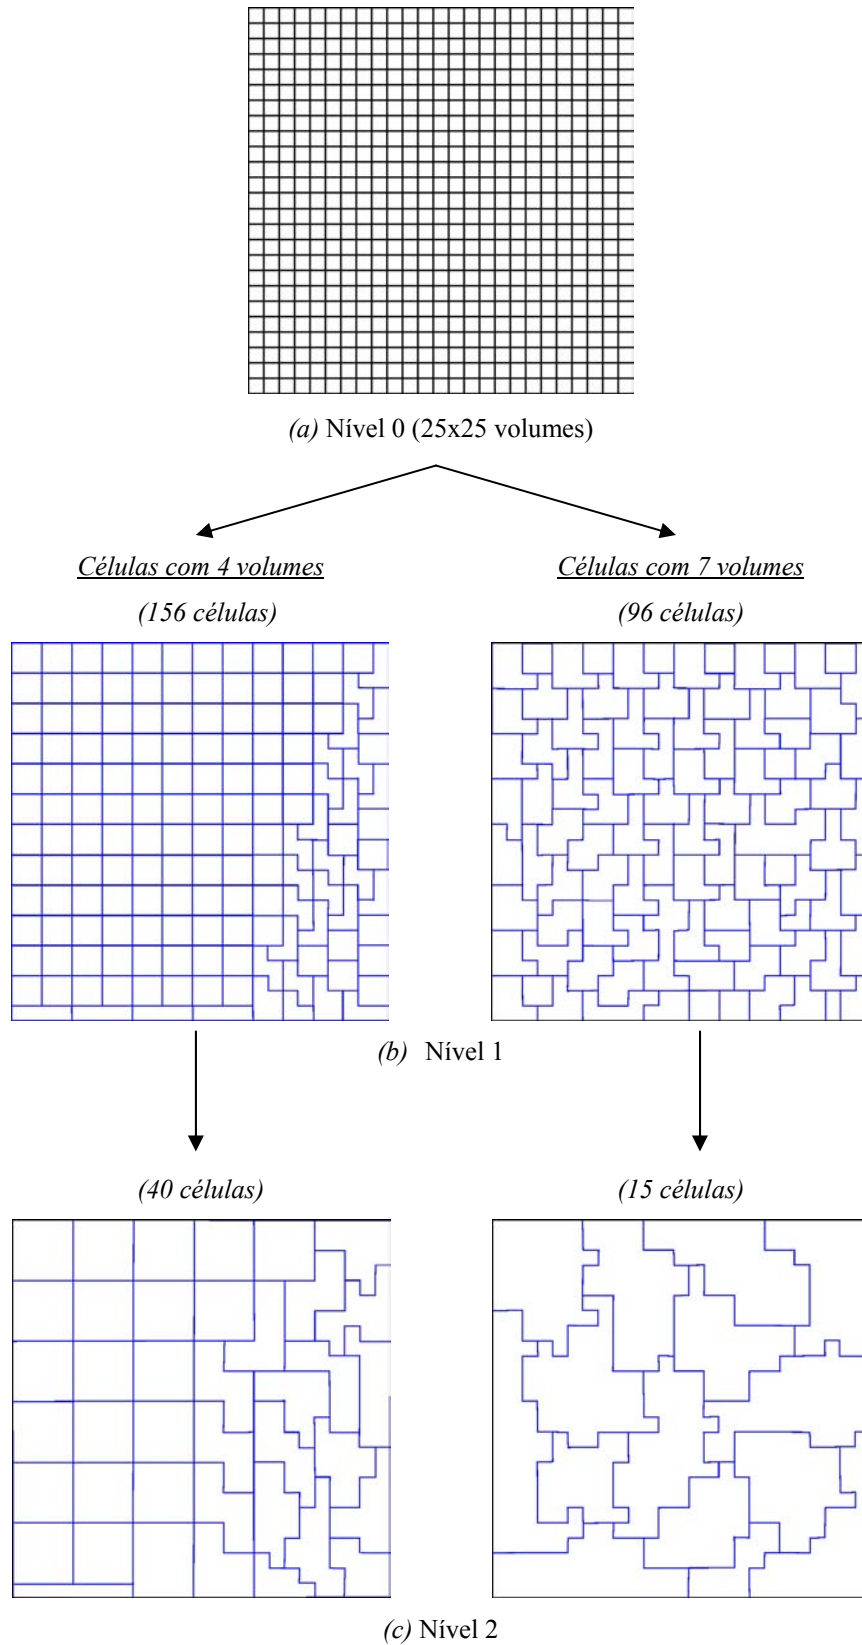 (a) Nível 0 (25x25 volumes)
Células com 4 volumes
(156 células)
Células com 7 volumes
(96 células)
(b) Nível 1
(40 células)
(15 células)
(c) Nível 2